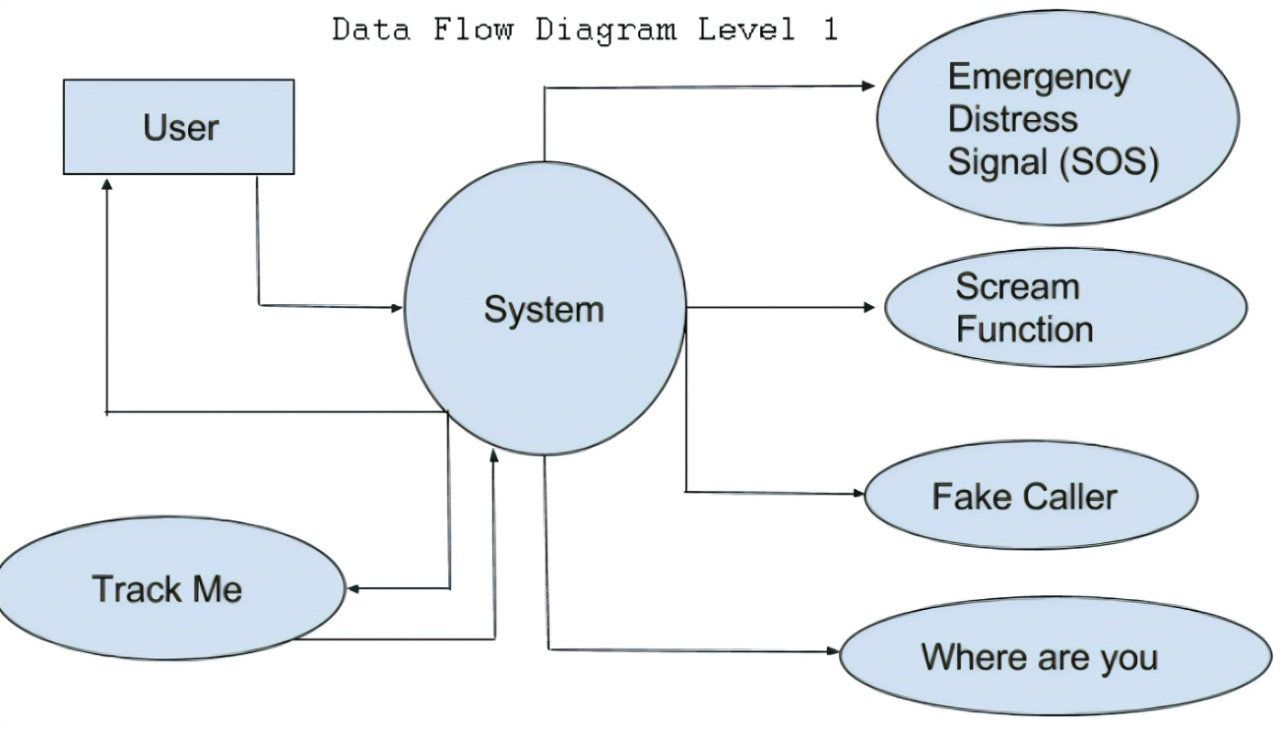 Data Flow Diagram Level 1
User
Emergency
Distress
Signal (SOS)
System
Scream
Function
Fake Caller
Track Me
Where are you